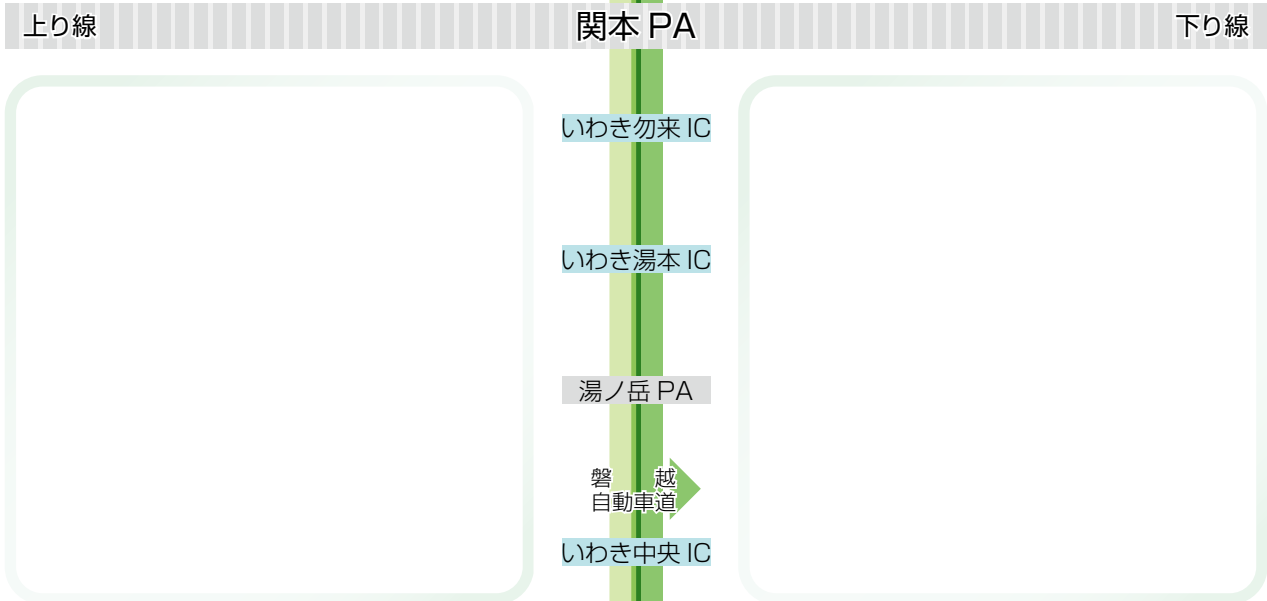 上り線
関本 PA
下り線
いわき勿来 IC
いわき湯本 IC
湯ノ岳 PA
磐 越
自動車道
いわき中央 IC